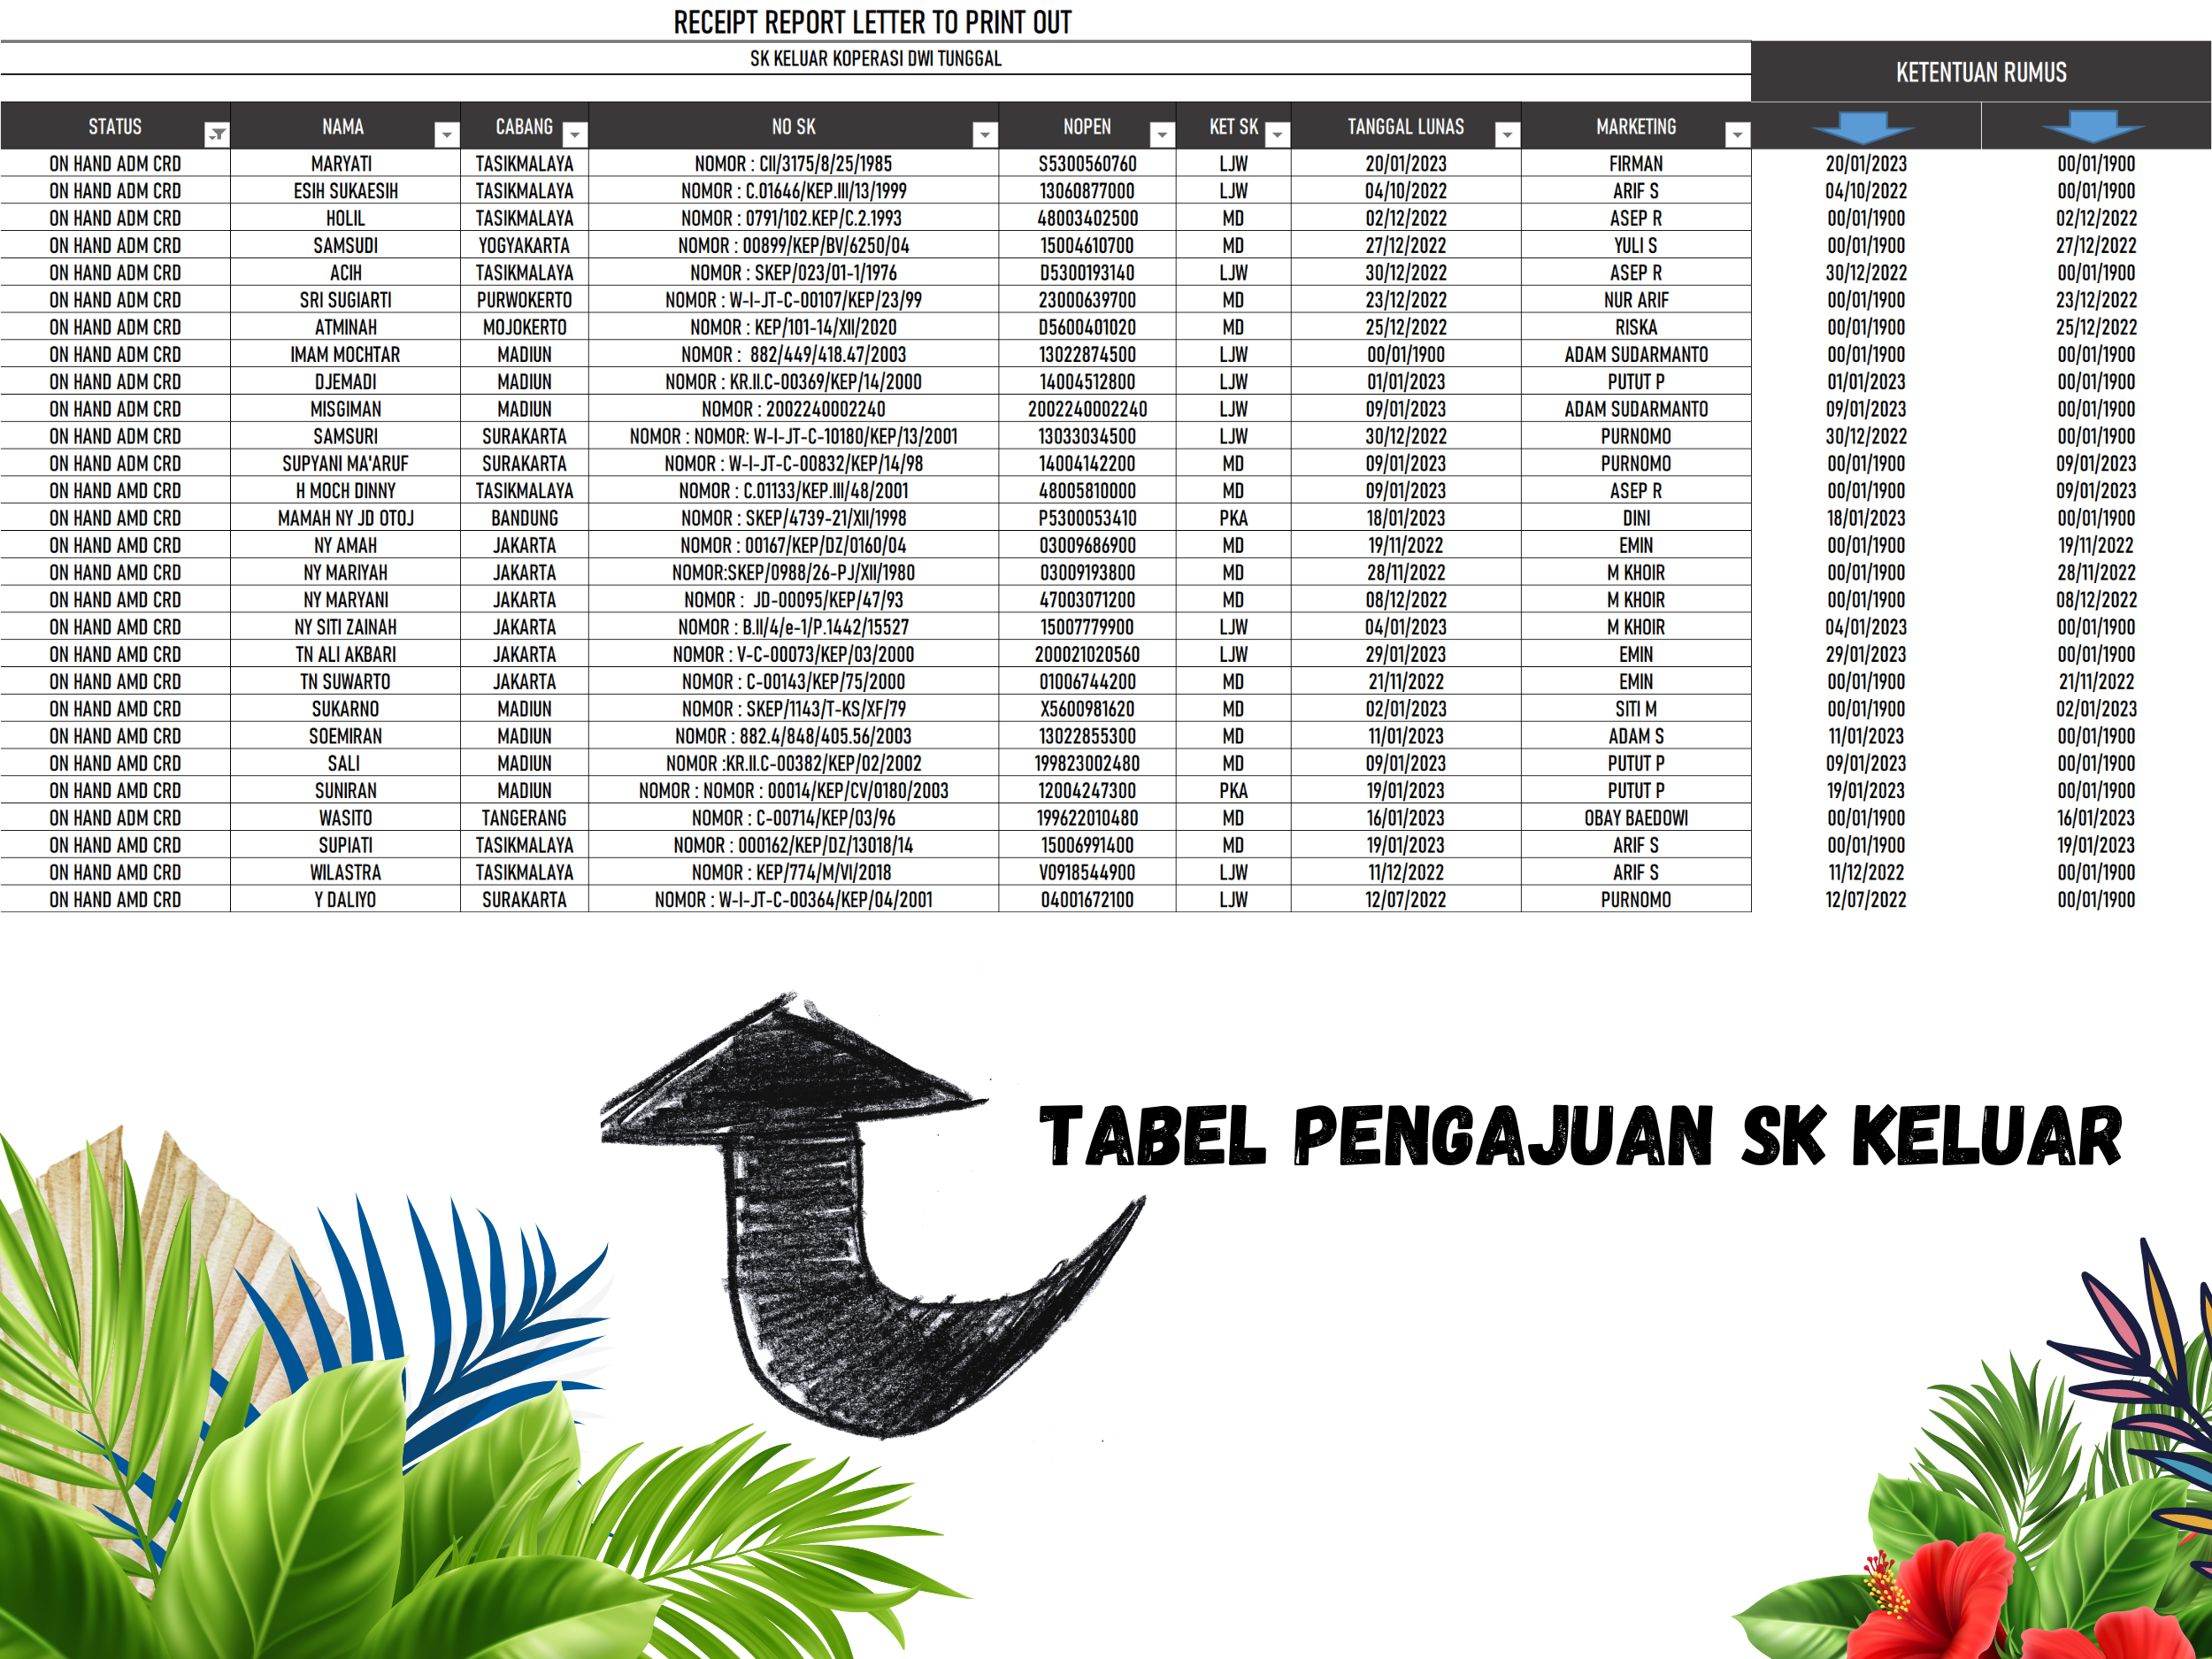 RECEIPT REPORT LETTER TO PRINT OUT
SK KELUAR KOPERASI DWI TUNGGAL
KETENTUAN RUMUS
STATUS NAMA CABANG NO SK NOPEN KET SK TANGGAL LUNAS MARKETING
ON HAND ADM CRD MARYATI TASIKMALAYA NOMOR : CII/3175/8/25/1985 S5300560760 LJW 20/01/2023 FIRMAN 20/01/2023 00/01/1900
ON HAND ADM CRD ESIH SUKAESIH TASIKMALAYA NOMOR : C.01646/KEP.III/13/1999 13060877000 LJW 04/10/2022 ARIF S 04/10/2022 00/01/1900
ON HAND ADM CRD HOLIL TASIKMALAYA NOMOR : 0791/102.KEP/C.2.1993 48003402500 MD 02/12/2022 ASEP R 00/01/1900 02/12/2022
ON HAND ADM CRD SAMSUDI YOGYAKARTA NOMOR : 00899/KEP/BV/6250/04 15004610700 MD 27/12/2022 YULI S 00/01/1900 27/12/2022
ON HAND ADM CRD ACIH TASIKMALAYA NOMOR : SKEP/023/01-1/1976 D5300193140 LJW 30/12/2022 ASEP R 30/12/2022 00/01/1900
ON HAND ADM CRD SRI SUGIARTI PURWOKERTO NOMOR : W-I-JT-C-00107/KEP/23/99 23000639700 MD 23/12/2022 NUR ARIF 00/01/1900 23/12/2022
ON HAND ADM CRD ATMINAH MOJOKERTO NOMOR : KEP/101-14/XII/2020 D5600401020 MD 25/12/2022 RISKA 00/01/1900 25/12/2022
ON HAND ADM CRD IMAM MOCHTAR MADIUN NOMOR :  882/449/418.47/2003 13022874500 LJW 00/01/1900 ADAM SUDARMANTO 00/01/1900 00/01/1900
ON HAND ADM CRD DJEMADI MADIUN NOMOR : KR.II.C-00369/KEP/14/2000 14004512800 LJW 01/01/2023 PUTUT P 01/01/2023 00/01/1900
ON HAND ADM CRD MISGIMAN MADIUN NOMOR : 2002240002240 2002240002240 LJW 09/01/2023 ADAM SUDARMANTO 09/01/2023 00/01/1900
ON HAND ADM CRD SAMSURI SURAKARTA NOMOR : NOMOR: W-I-JT-C-10180/KEP/13/2001 13033034500 LJW 30/12/2022 PURNOMO 30/12/2022 00/01/1900
ON HAND ADM CRD SUPYANI MA'ARUF SURAKARTA NOMOR : W-I-JT-C-00832/KEP/14/98 14004142200 MD 09/01/2023 PURNOMO 00/01/1900 09/01/2023
ON HAND AMD CRD H MOCH DINNY TASIKMALAYA NOMOR : C.01133/KEP.III/48/2001 48005810000 MD 09/01/2023 ASEP R 00/01/1900 09/01/2023
ON HAND AMD CRD MAMAH NY JD OTOJ BANDUNG NOMOR : SKEP/4739-21/XII/1998 P5300053410 PKA 18/01/2023 DINI 18/01/2023 00/01/1900
ON HAND AMD CRD NY AMAH JAKARTA NOMOR : 00167/KEP/DZ/0160/04 03009686900 MD 19/11/2022 EMIN 00/01/1900 19/11/2022
ON HAND AMD CRD NY MARIYAH JAKARTA NOMOR:SKEP/0988/26-PJ/XII/1980 03009193800 MD 28/11/2022 M KHOIR 00/01/1900 28/11/2022
ON HAND AMD CRD NY MARYANI JAKARTA NOMOR :  JD-00095/KEP/47/93 47003071200 MD 08/12/2022 M KHOIR 00/01/1900 08/12/2022
ON HAND AMD CRD NY SITI ZAINAH JAKARTA NOMOR : B.II/4/e-1/P.1442/15527 15007779900 LJW 04/01/2023 M KHOIR 04/01/2023 00/01/1900
ON HAND AMD CRD TN ALI AKBARI JAKARTA NOMOR : V-C-00073/KEP/03/2000 200021020560 LJW 29/01/2023 EMIN 29/01/2023 00/01/1900
ON HAND AMD CRD TN SUWARTO JAKARTA NOMOR : C-00143/KEP/75/2000 01006744200 MD 21/11/2022 EMIN 00/01/1900 21/11/2022
ON HAND AMD CRD SUKARNO MADIUN NOMOR : SKEP/1143/T-KS/XF/79 X5600981620 MD 02/01/2023 SITI M 00/01/1900 02/01/2023
ON HAND AMD CRD SOEMIRAN MADIUN NOMOR : 882.4/848/405.56/2003 13022855300 MD 11/01/2023 ADAM S 11/01/2023 00/01/1900
ON HAND AMD CRD SALI MADIUN NOMOR :KR.II.C-00382/KEP/02/2002 199823002480 MD 09/01/2023 PUTUT P 09/01/2023 00/01/1900
ON HAND AMD CRD SUNIRAN MADIUN NOMOR : NOMOR : 00014/KEP/CV/0180/2003 12004247300 PKA 19/01/2023 PUTUT P 19/01/2023 00/01/1900
ON HAND ADM CRD WASITO TANGERANG NOMOR : C-00714/KEP/03/96 199622010480 MD 16/01/2023 OBAY BAEDOWI 00/01/1900 16/01/2023
ON HAND AMD CRD SUPIATI TASIKMALAYA NOMOR : 000162/KEP/DZ/13018/14 15006991400 MD 19/01/2023 ARIF S 00/01/1900 19/01/2023
ON HAND AMD CRD WILASTRA TASIKMALAYA NOMOR : KEP/774/M/VI/2018 V0918544900 LJW 11/12/2022 ARIF S 11/12/2022 00/01/1900
ON HAND AMD CRD Y DALIYO SURAKARTA NOMOR : W-I-JT-C-00364/KEP/04/2001 04001672100 LJW 12/07/2022 PURNOMO 12/07/2022 00/01/1900
TABEL PENGAJUAN SK KELUAR